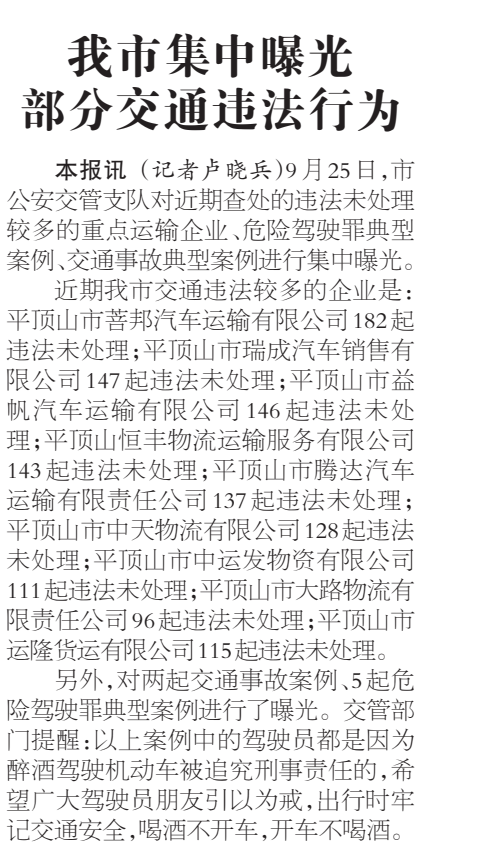 我市集中曝光
部分交通违法行为
本报讯（记者卢晓兵）9月25日，市
公安交管支队对近期查处的违法未处理
较多的重点运输企业、危险驾驶罪典型
案例、交通事故典型案例进行集中曝光。
近期我市交通违法较多的企业是：
平顶山市菩邦汽车运输有限公司182起
违法未处理；平顶山市瑞成汽车销售有
限公司147起违法未处理；平顶山市益
帆汽车运输有限公司146起违法未处
理；平顶山恒丰物流运输服务有限公司
143起违法未处理；平顶山市腾达汽车
运输有限责任公司137起违法未处理；
平顶山市中天物流有限公司128起违法
未处理；平顶山市中运发物资有限公司
111起违法未处理；平顶山市大路物流有
限责任公司96起违法未处理；平顶山市
运隆货运有限公司115起违法未处理。
另外，对两起交通事故案例、5起危
险驾驶罪典型案例进行了曝光。交管部
门提醒：以上案例中的驾驶员都是因为
醉酒驾驶机动车被追究刑事责任的，希
望广大驾驶员朋友引以为戒，出行时牢
记交通安全，喝酒不开车，开车不喝酒。